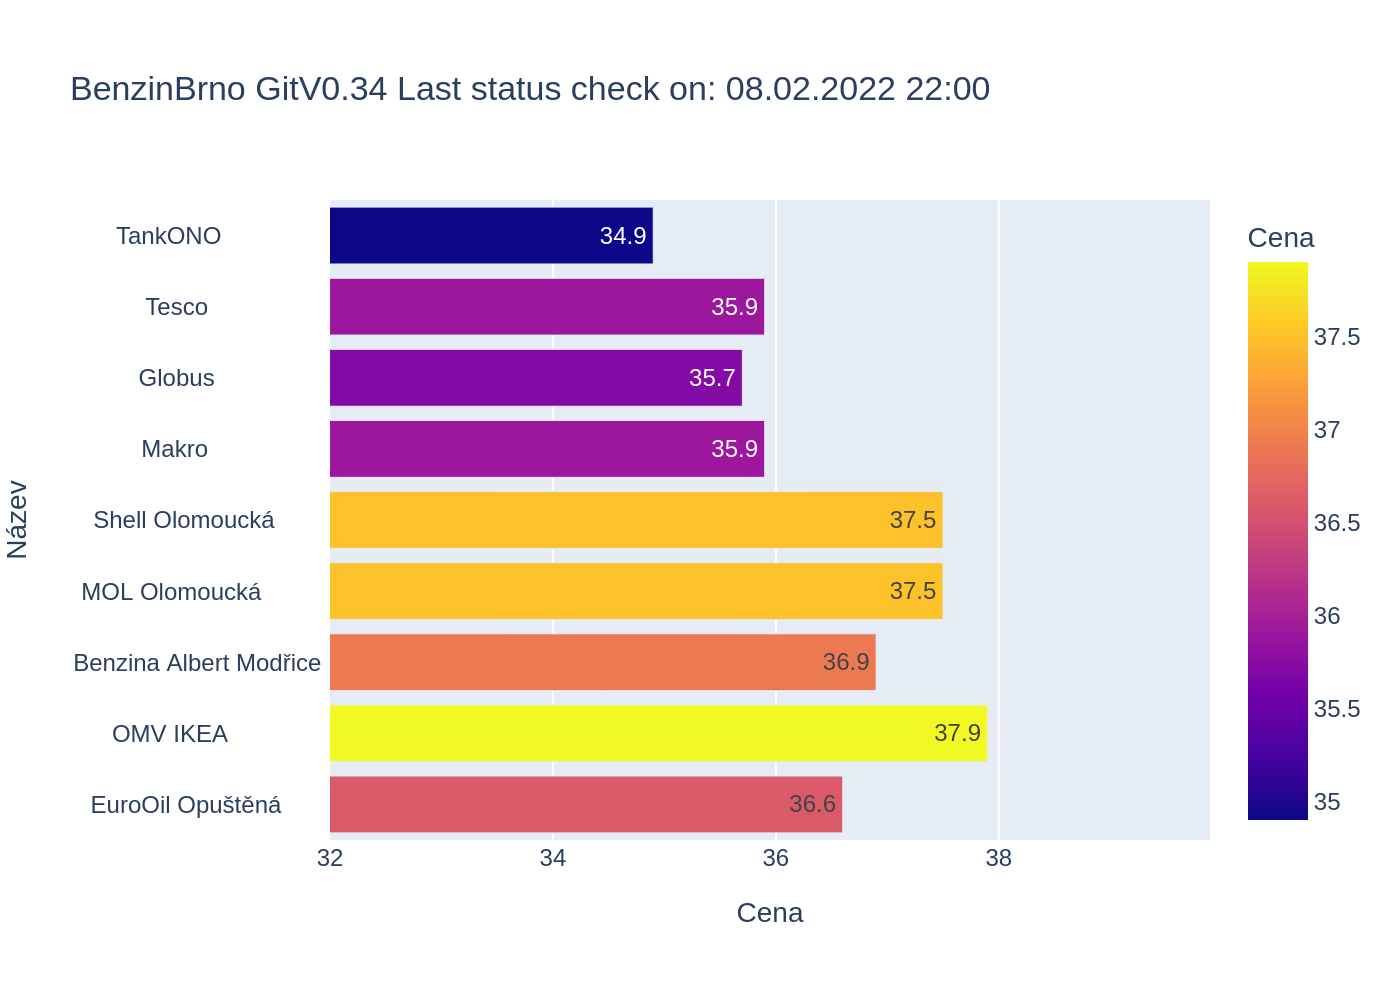 BenzinBrno GitV0.34 Last status check on: 08.02.2022 22:00
Název
TankONO 34.9
Tesco 35.9
Globus 35.7
Makro 35.9
Shell Olomoucká 37.5
MOL Olomoucká 37.5
Benzina Albert Modřice 36.9
OMV IKEA 37.9
EuroOil Opuštěná 36.6
32 34 36 38
Cena
Cena
37.5
37
36.5
36
35.5
35